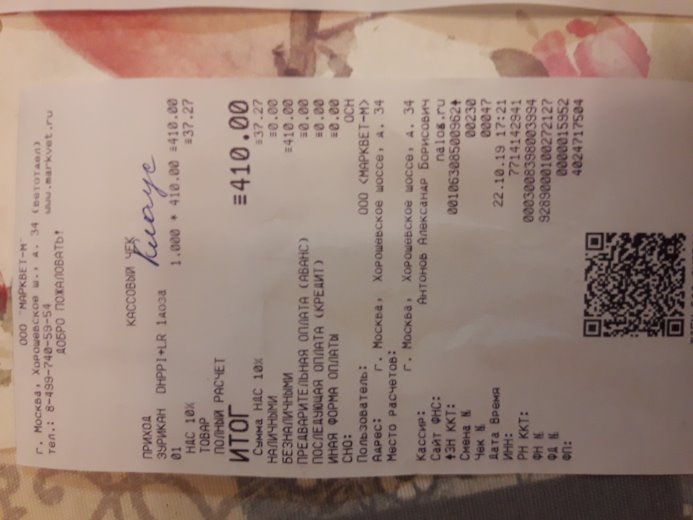 ООО "МАРКВЕТ-М"
г. Москва, Хорошевское ш., д. 34 (ветотдел)
тел.: 8-499-740-59-54 www.markvet.ru
ДОБРО ПОЖАЛОВАТЬ!
КАССОВЫЙ ЧЕК
Клаус
ПРИХОД
ЭУРИКАН DHPPI+LR 1доза
01 1.000 * 410.00 ≡410.00
НДС 10% ≡37.27
ТОВАР
ПОЛНЫЙ РАСЧЕТ
ИТОГ ≡410.00
Сумма НДС 10% ≡37.27
НАЛИЧНЫМИ ≡0.00
БЕЗНАЛИЧНЫМИ ≡410.00
ПРЕДВАРИТЕЛЬНАЯ ОПЛАТА (АВАНС) ≡0.00
ПОСЛЕДУЮЩАЯ ОПЛАТА (КРЕДИТ) ≡0.00
ИНАЯ ФОРМА ОПЛАТЫ ≡0.00
СНО: ОСН
Пользователь: ООО <МАРКВЕТ-М>
Адрес: г. Москва, Хорошевское шоссе, д. 34
Место расчетов:
г. Москва, Хорошевское шоссе, д. 34
Кассир: Антонов Александр Борисович
Сайт ФНС: nalog.ru
ЗН ККТ: 00106308500962
Смена № 00230
Чек № 00047
Дата Время 22.10.19 17:21
ИНН: 7714142941
РН ККТ: 0000300839003994
ФН № 9289000100272127
ФД № 0000015952
ФП: 4024717504